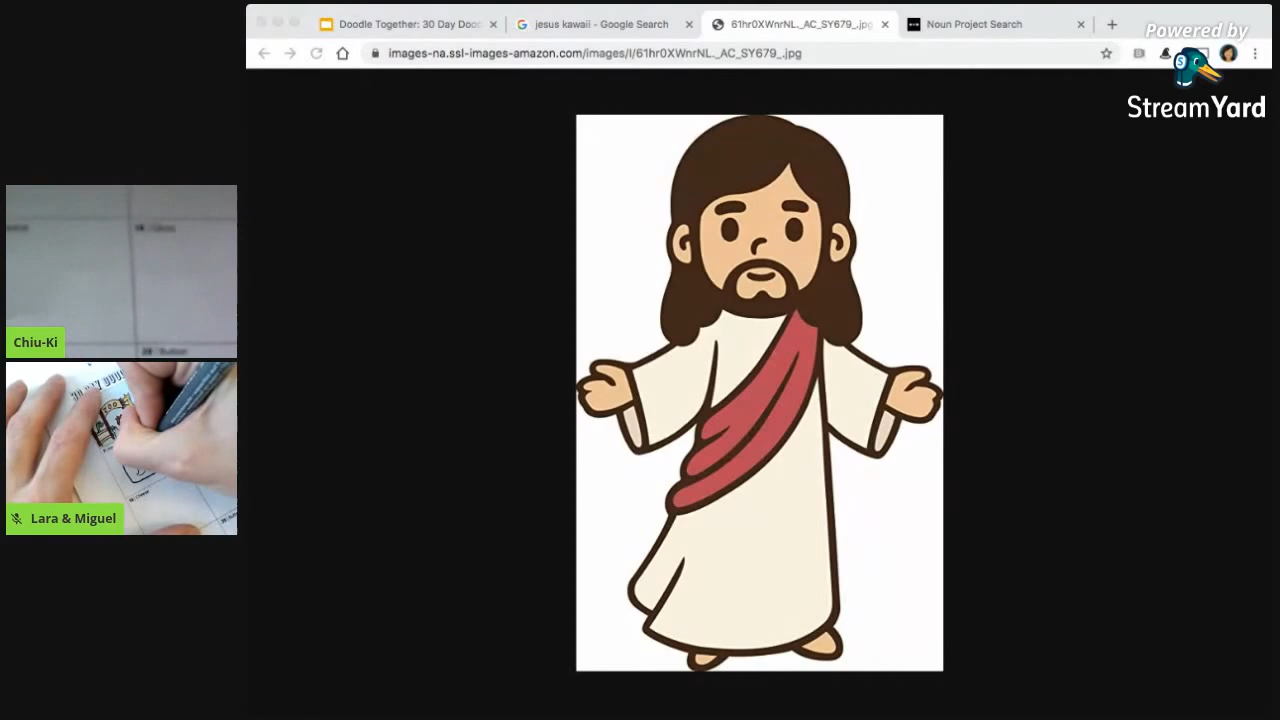 Doodle Together: 30 Day Dood
jesus kawaii - Google Search
61hr0XWnrNL._AC_SY679_.jpg
Noun Project Search
images-na.ssl-images-amazon.com/images/I/61hr0XWnrNL._AC_SY679_.jpg
Powered by
StreamYard
Chiu-Ki
Lara & Miguel